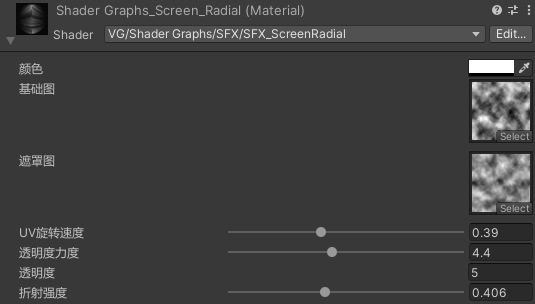 Shader Graphs_Screen_Radial (Material)
Shader VG/Shader Graphs/SFX/SFX_ScreenRadial Edit...
颜色
基础图
Select
遮罩图
Select
UV旋转速度 0.39
透明度力度 4.4
透明度 5
折射强度 0.406